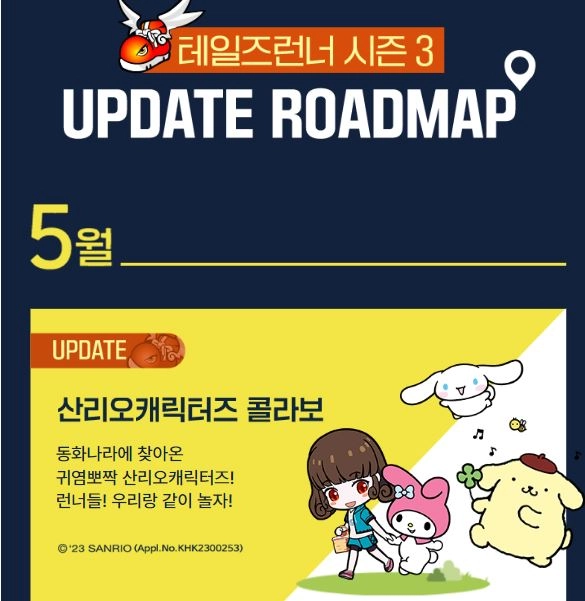 테일즈런너 시즌 3
UPDATE ROADMAP
5월
UPDATE
산리오캐릭터즈 콜라보
동화나라에 찾아온
귀염뽀짝 산리오캐릭터즈!
런너들! 우리랑 같이 놀자!
© '23 SANRIO (Appl.No.KHK2300253)